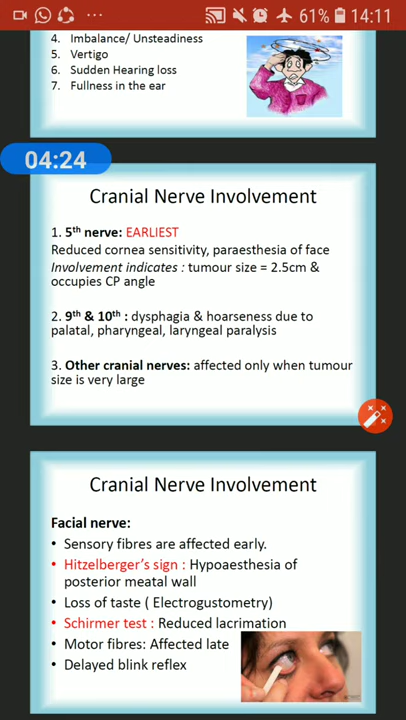 61% 14:11
4. Imbalance/ Unsteadiness
5. Vertigo
6. Sudden Hearing loss
7. Fullness in the ear
04:24
Cranial Nerve Involvement
1. 5th nerve: EARLIEST
Reduced cornea sensitivity, paraesthesia of face
Involvement indicates : tumour size = 2.5cm &
occupies CP angle
2. 9th & 10th : dysphagia & hoarseness due to
palatal, pharyngeal, laryngeal paralysis
3. Other cranial nerves: affected only when tumour
size is very large
Cranial Nerve Involvement
Facial nerve:
• Sensory fibres are affected early.
• Hitzelberger's sign : Hypoaesthesia of
posterior meatal wall
• Loss of taste ( Electrogustometry)
• Schirmer test : Reduced lacrimation
• Motor fibres: Affected late
• Delayed blink reflex